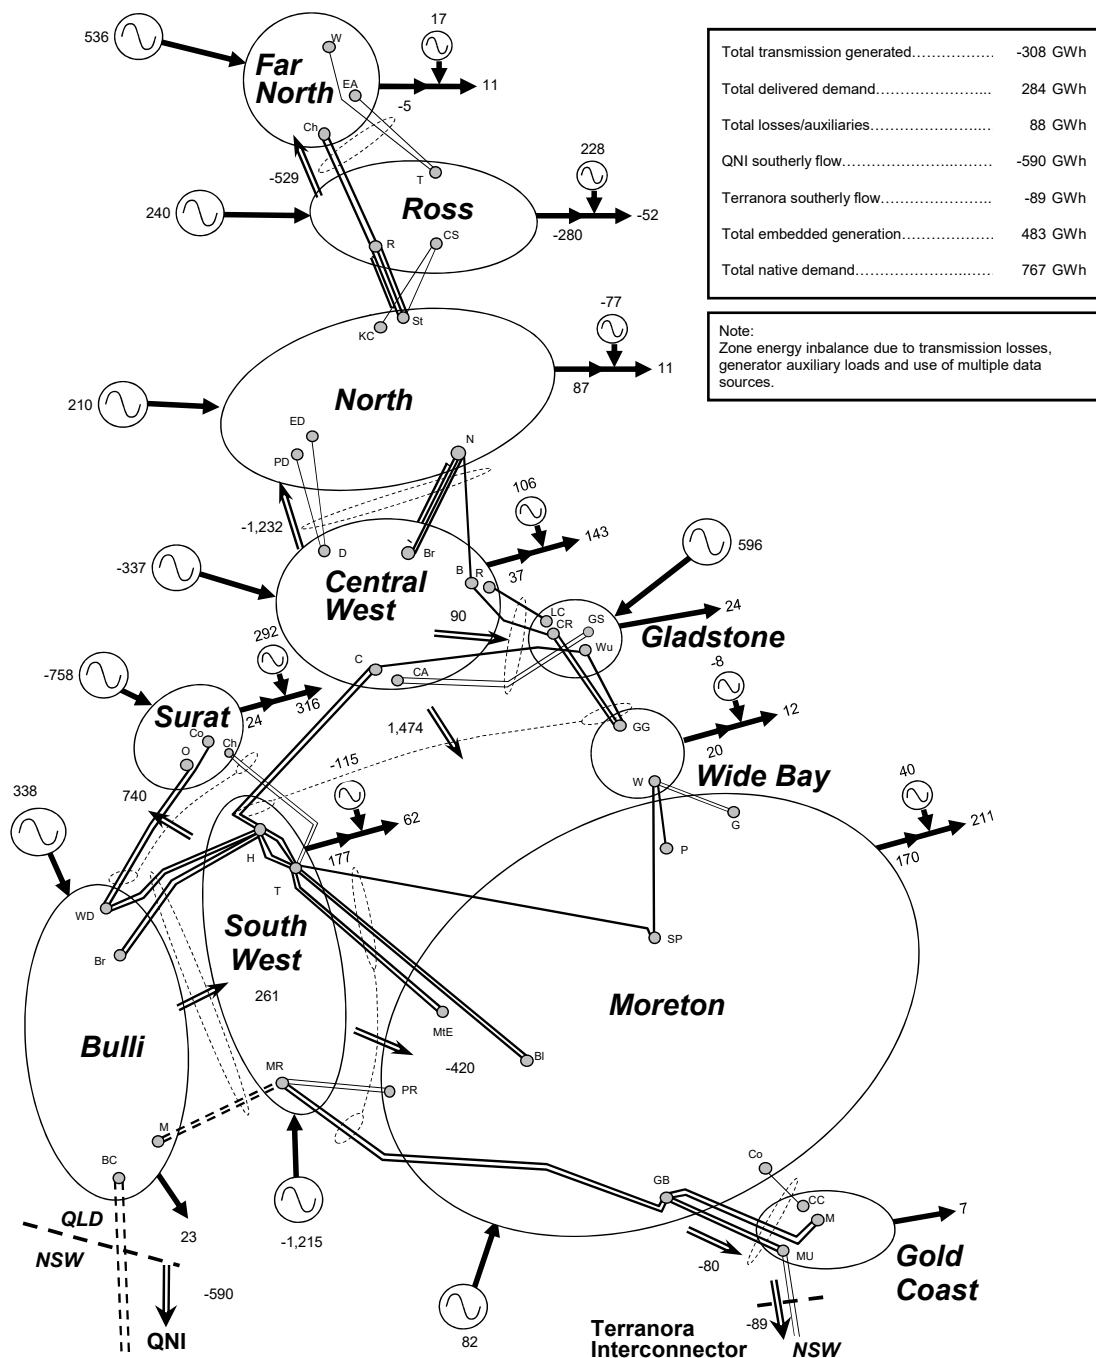 17
536
W
Far
North
EA
11
-5
Ch
228
-529
T
240
Ross
-52
CS
-280
R
-77
KC
St
11
87
210
North
ED
N
PD
106
-1,232
143
D
Br
596
-337
Central
West
B
R
37
LC
CR
GS
24
90
Gladstone
292
Wu
C
-8
-758
CA
316
12
Surat
24
1,474
GG
Co
Ch
20
O
-115
Wide Bay
40
W
338
740
62
211
G
177
170
H
P
T
WD
South
West
SP
Br
261
Moreton
MtE
Bulli
-420
Bl
MR
PR
M
Co
BC
GB
CC
7
QLD
M
23
-1,215
MU
NSW
-80
Gold
Coast
-590
-89
QNI
82
Terranora
Interconnector
NSW
Total transmission generated................. -308 GWh
Total delivered demand....................... 284 GWh
Total losses/auxiliaries....................... 88 GWh
QNI southerly flow............................ -590 GWh
Terranora southerly flow..................... -89 GWh
Total embedded generation................... 483 GWh
Total native demand.......................... 767 GWh
Note:
Zone energy inbalance due to transmission losses,
generator auxiliary loads and use of multiple data
sources.